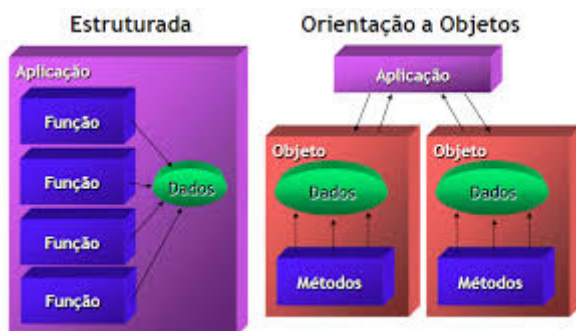 Estruturada
Aplicação
Função
Função
Função
Função
Dados
Orientação a Objetos
Aplicação
Objeto
Dados
Métodos
Objeto
Dados
Métodos